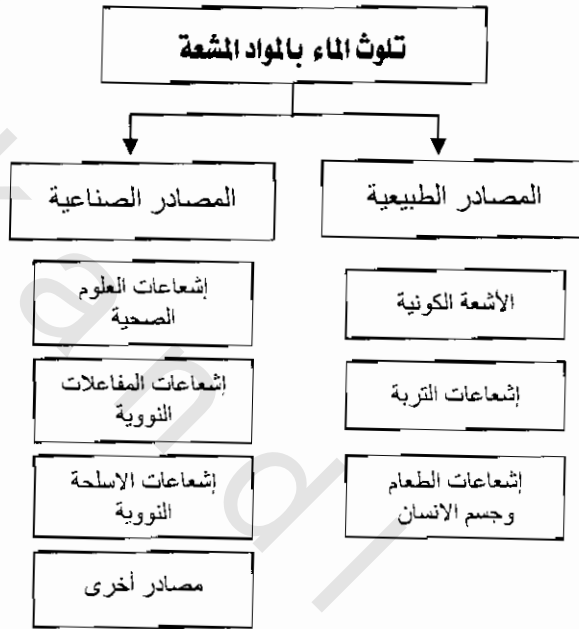 تلوث الماء بالمواد المشعة
المصادر الطبيعية
الأشعة الكونية
إشعاعات التربة
إشعاعات الطعام
وجسم الانسان
المصادر الصناعية
إشعاعات العلوم
الصحية
إشعاعات المفاعلات
النووية
إشعاعات الاسلحة
النووية
مصادر أخرى